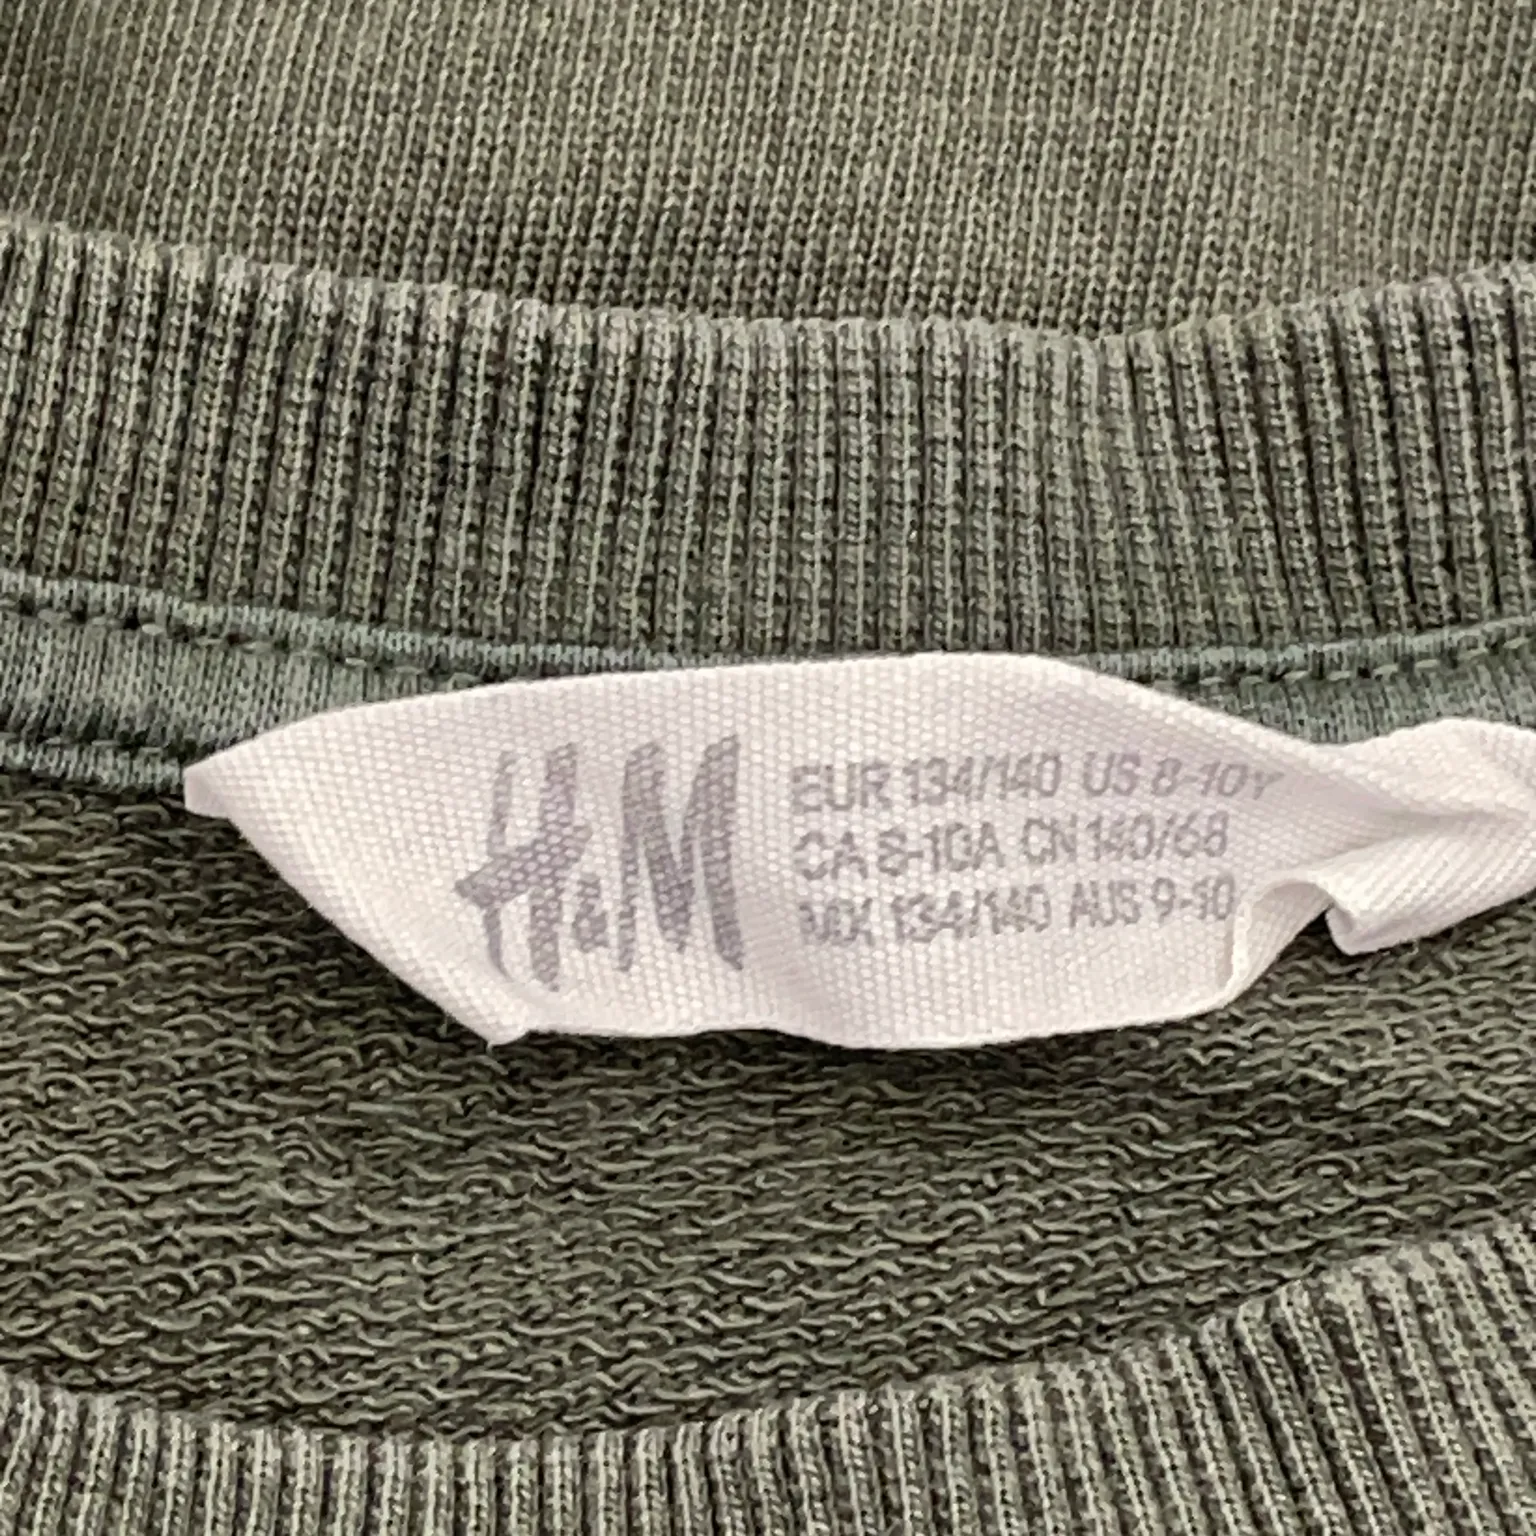 H&M
EUR 134/140 US 8-10Y
CA 8-10A CN 140/68
MX 134/140 AUS 9-10